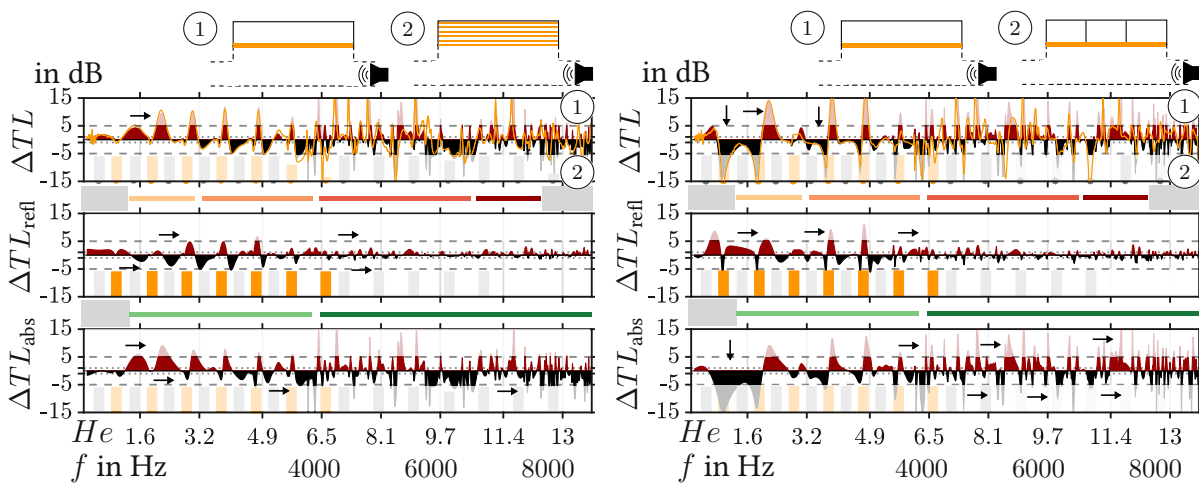 1 2 1 2
in dB in dB
15 1 15 1
5 5
ΔTL ΔTL
-5 -5
-15 2 -15 2
15 15
5 5
ΔTL_refl ΔTL_refl
-5 -5
-15 -15
15 15
5 5
ΔTL_abs ΔTL_abs
-5 -5
-15 -15
He 1.6 3.2 4.9 6.5 8.1 9.7 11.4 13 He 1.6 3.2 4.9 6.5 8.1 9.7 11.4 13
f in Hz 4000 6000 8000 f in Hz 4000 6000 8000